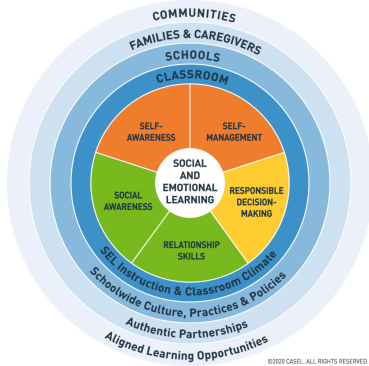 COMMUNITIES
FAMILIES & CAREGIVERS
SCHOOLS
CLASSROOM
SELF-
AWARENESS
SELF-
MANAGEMENT
SOCIAL
AND
EMOTIONAL
LEARNING
SOCIAL
AWARENESS
RESPONSIBLE
DECISION-
MAKING
RELATIONSHIP
SKILLS
SEL Instruction & Classroom Climate
Schoolwide Culture, Practices & Policies
Authentic Partnerships
Aligned Learning Opportunities
©2020 CASEL. ALL RIGHTS RESERVED.